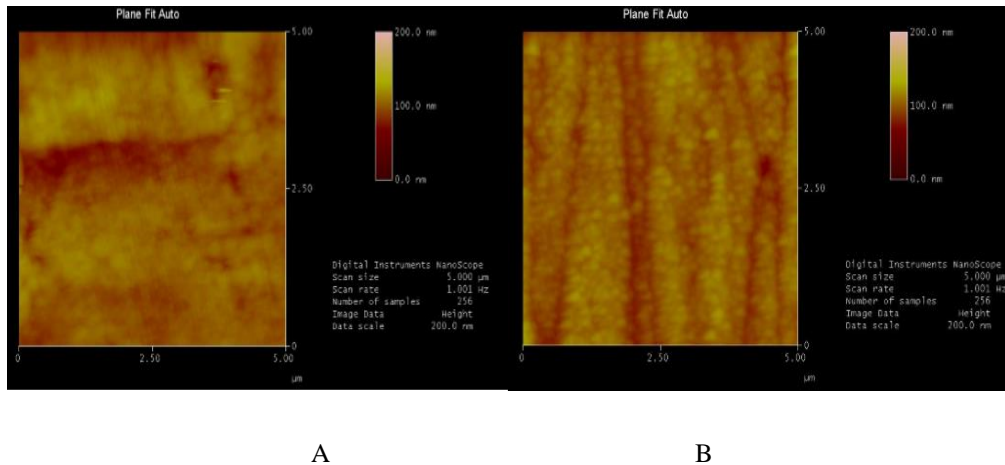 Plane Fit Auto
5.00
2.50
0
0
2.50
5.00
µm
200.0 nm
100.0 nm
0.0 nm
Digital Instruments NanoScope
Scan size 5.000 µm
Scan rate 1.001 Hz
Number of samples 256
Image Data Height
Data scale 200.0 nm
Plane Fit Auto
5.00
2.50
0
0
2.50
5.00
µm
200.0 nm
100.0 nm
0.0 nm
Digital Instruments NanoScope
Scan size 5.000 µm
Scan rate 1.001 Hz
Number of samples 256
Image Data Height
Data scale 200.0 nm
A
B